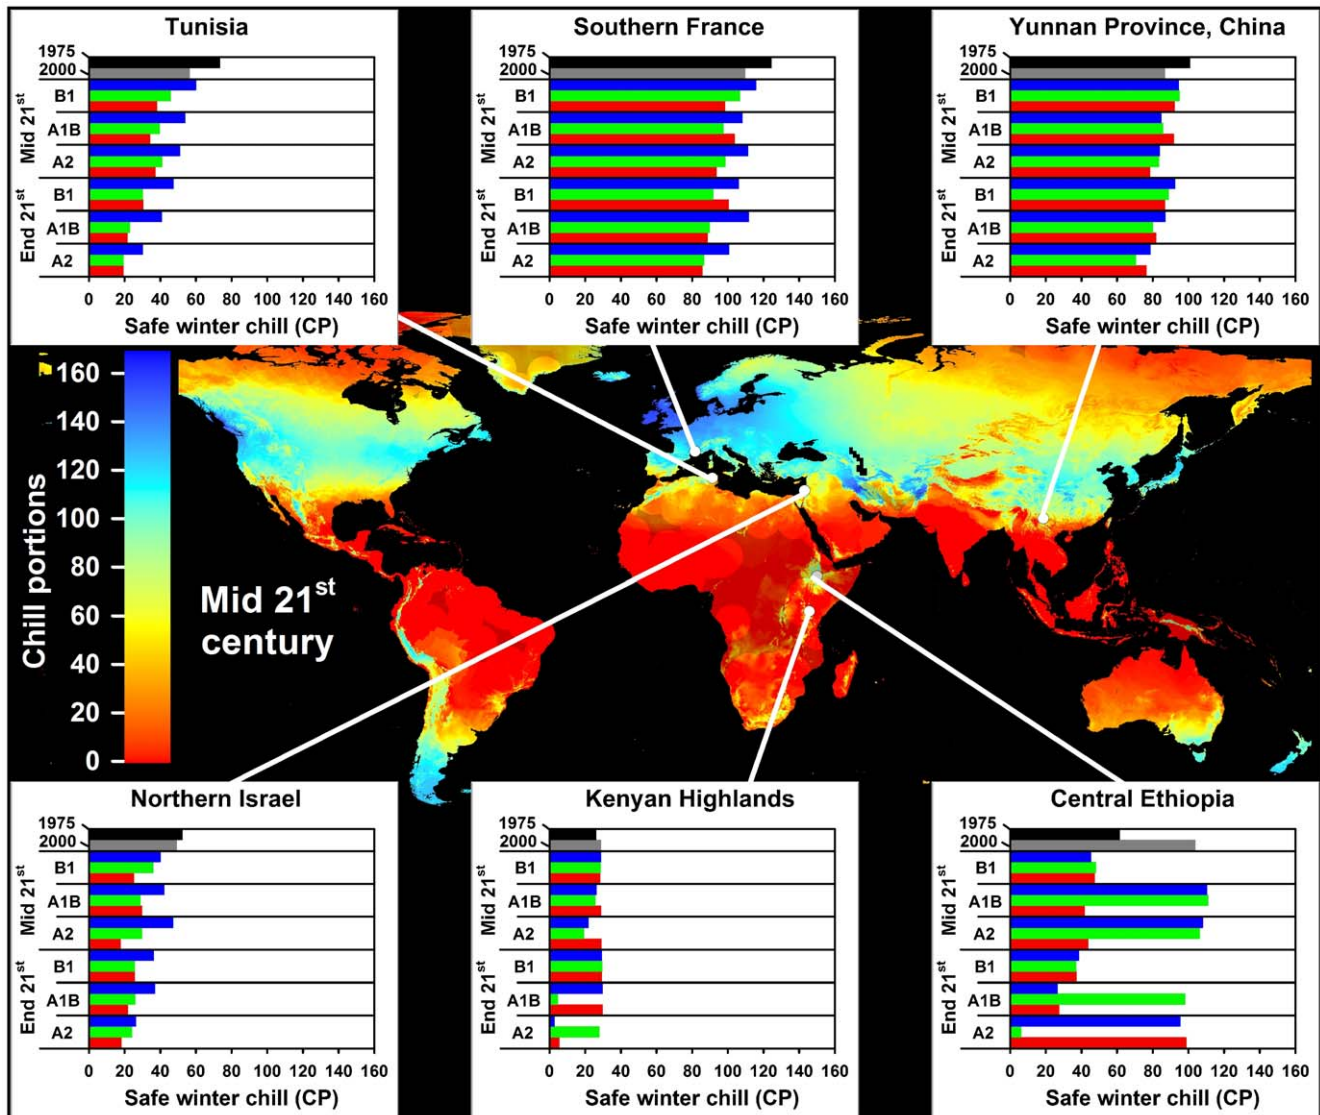 Tunisia
1975
2000
Mid 21st
B1
A1B
A2
End 21st
B1
A1B
A2
0 20 40 60 80 100 120 140 160
Safe winter chill (CP)
Southern France
1975
2000
Mid 21st
B1
A1B
A2
End 21st
B1
A1B
A2
0 20 40 60 80 100 120 140 160
Safe winter chill (CP)
Yunnan Province, China
1975
2000
Mid 21st
B1
A1B
A2
End 21st
B1
A1B
A2
0 20 40 60 80 100 120 140 160
Safe winter chill (CP)
Chill portions
160
140
120
100
80
60
40
20
0
Mid 21st
century
Northern Israel
1975
2000
Mid 21st
B1
A1B
A2
End 21st
B1
A1B
A2
0 20 40 60 80 100 120 140 160
Safe winter chill (CP)
Kenyan Highlands
1975
2000
Mid 21st
B1
A1B
A2
End 21st
B1
A1B
A2
0 20 40 60 80 100 120 140 160
Safe winter chill (CP)
Central Ethiopia
1975
2000
Mid 21st
B1
A1B
A2
End 21st
B1
A1B
A2
0 20 40 60 80 100 120 140 160
Safe winter chill (CP)